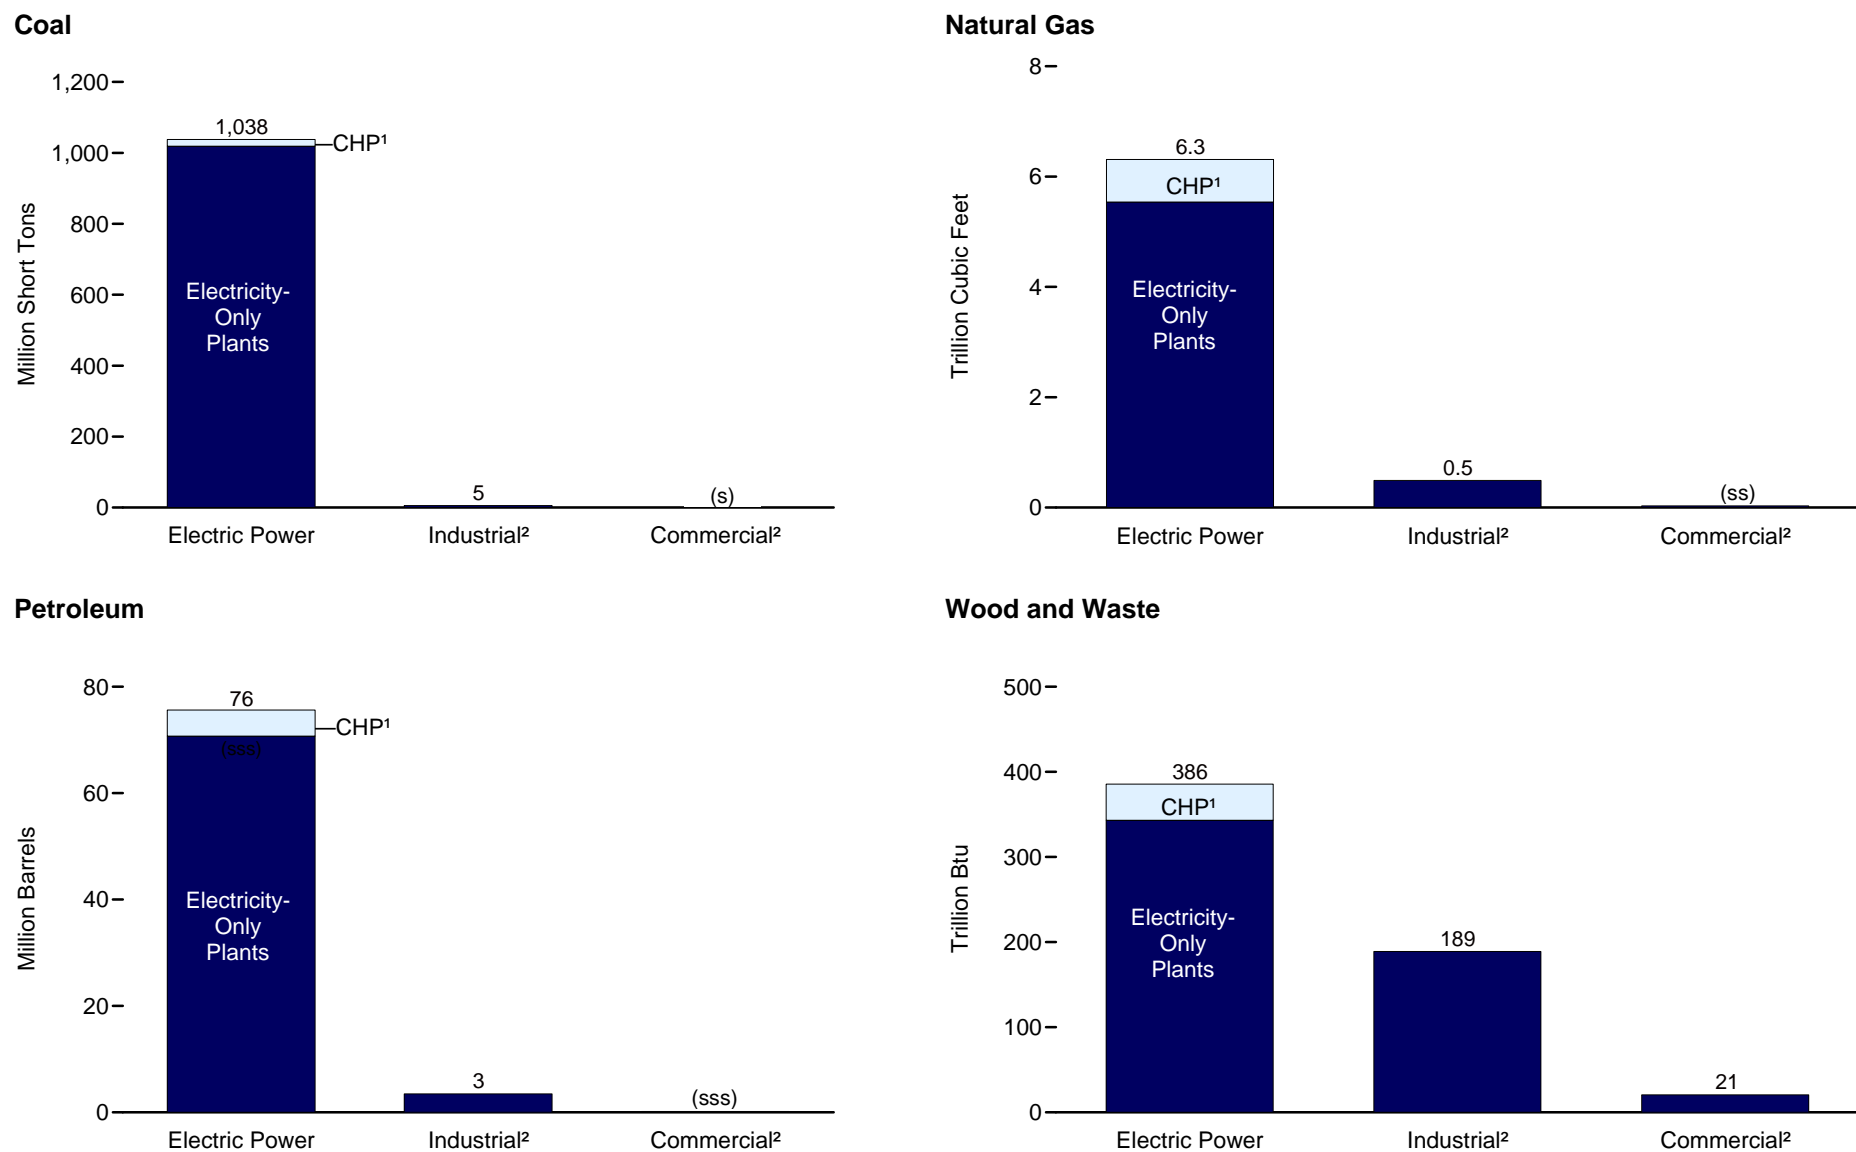 Coal
1,200
1,000
800
600
400
200
0
Million Short Tons
1,038
CHP¹
Electricity-
Only
Plants
5
(s)
Electric Power
Industrial²
Commercial²
Natural Gas
8
6
4
2
0
Trillion Cubic Feet
6.3
CHP¹
Electricity-
Only
Plants
0.5
(ss)
Electric Power
Industrial²
Commercial²
Petroleum
80
60
40
20
0
Million Barrels
76
CHP¹
(sss)
Electricity-
Only
Plants
3
(sss)
Electric Power
Industrial²
Commercial²
Wood and Waste
500
400
300
200
100
0
Trillion Btu
386
CHP¹
Electricity-
Only
Plants
189
21
Electric Power
Industrial²
Commercial²